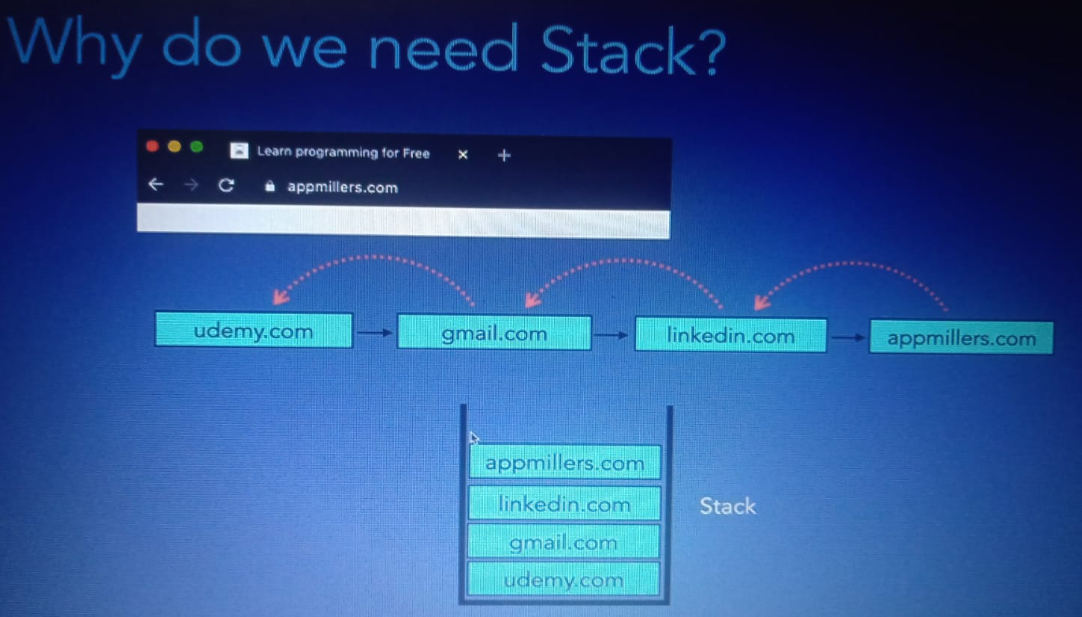 Why do we need Stack?
Learn programming for Free
appmillers.com
udemy.com
gmail.com
linkedin.com
appmillers.com
appmillers.com
linkedin.com
Stack
gmail.com
udemy.com